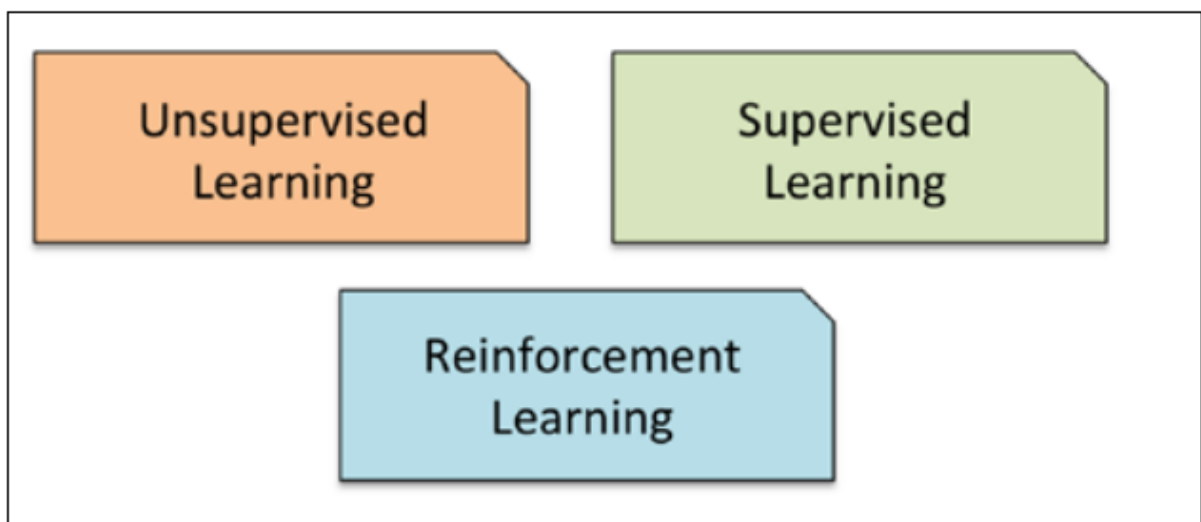 Unsupervised
Learning
Supervised
Learning
Reinforcement
Learning